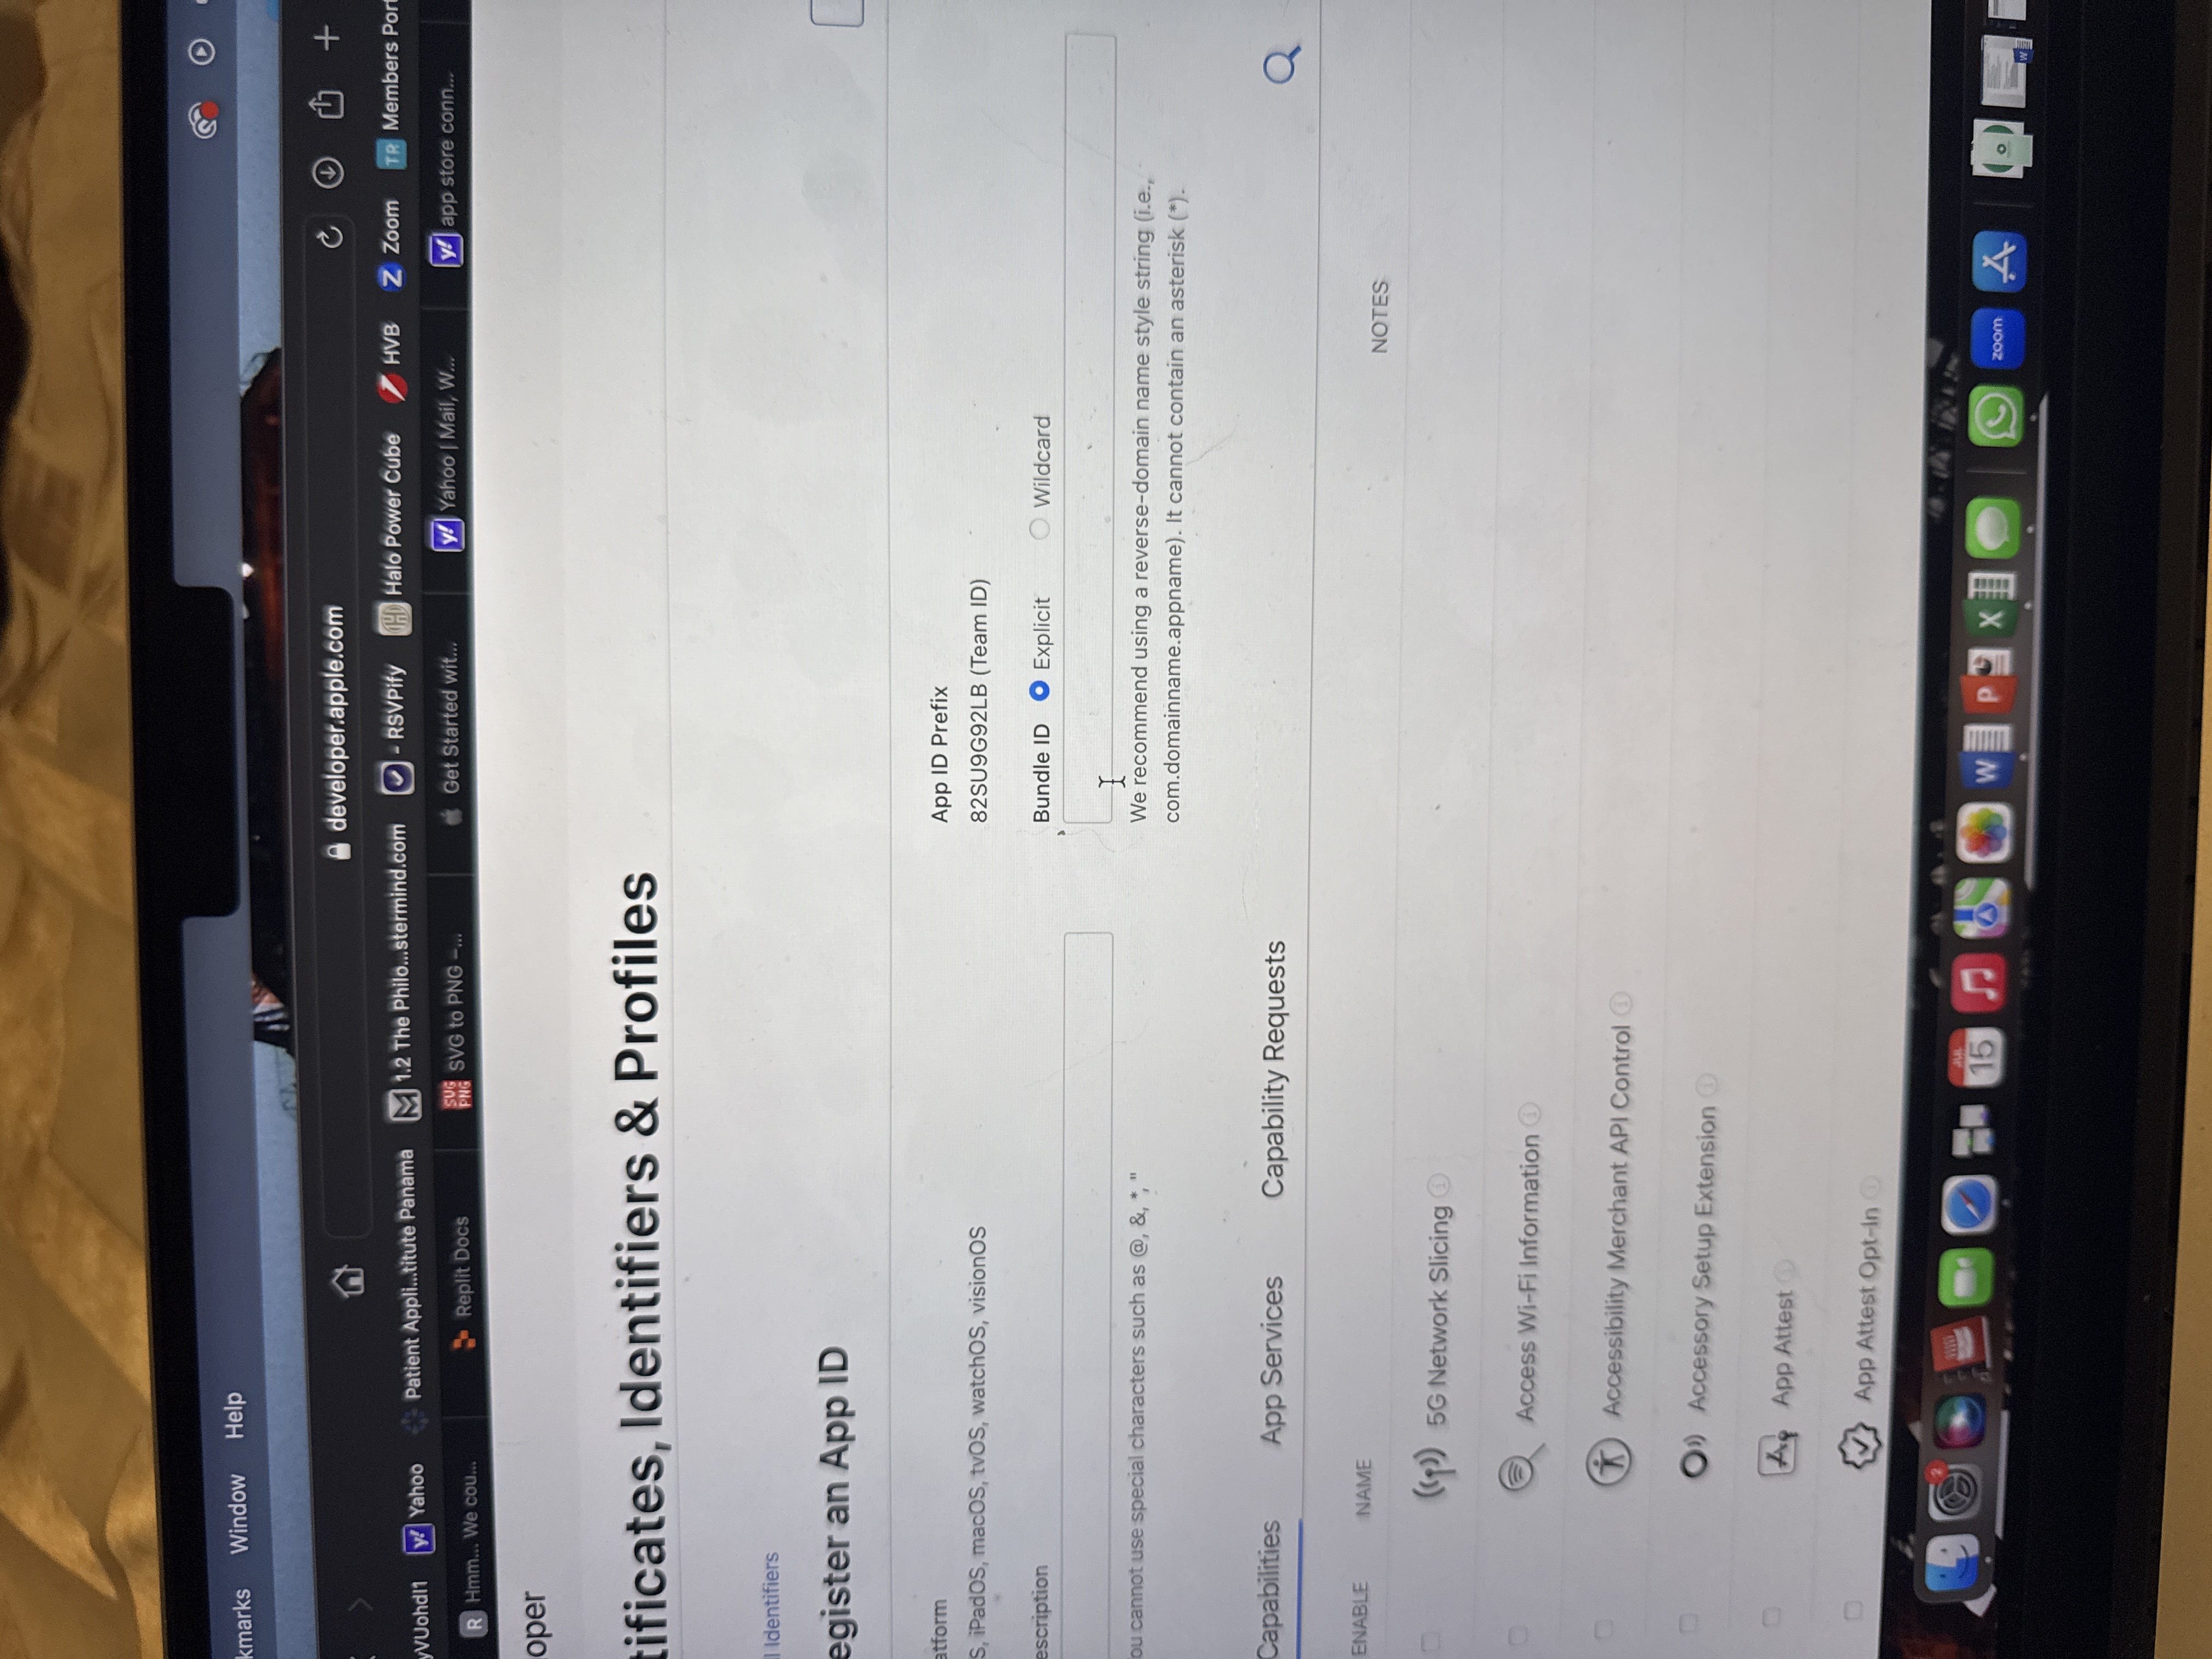 kmarks Window Help
developer.apple.com
yVUohdl1 Yahoo Patient Appli...titute Panama 1.2 The Philo...stermind.com - RSVPify Halo Power Cube HVB Zoom TR Members Port
R Hmm... We cou... Replit Docs SVG PNG SVG to PNG –... Get Started wit... Yahoo | Mail, W... app store conn...
oper
tificates, Identifiers & Profiles
ll Identifiers
egister an App ID
atform
S, iPadOS, macOS, tvOS, watchOS, visionOS
App ID Prefix
82SU9G92LB (Team ID)
escription
ou cannot use special characters such as @, &, *, "
Bundle ID Explicit Wildcard
We recommend using a reverse-domain name style string (i.e.,
com.domainname.appname). It cannot contain an asterisk (*).
Capabilities App Services Capability Requests
ENABLE NAME NOTES
5G Network Slicing
Access Wi-Fi Information
Accessibility Merchant API Control
Accessory Setup Extension
App Attest
App Attest Opt-In
2
JUL
15
W
P
X
zoom
W